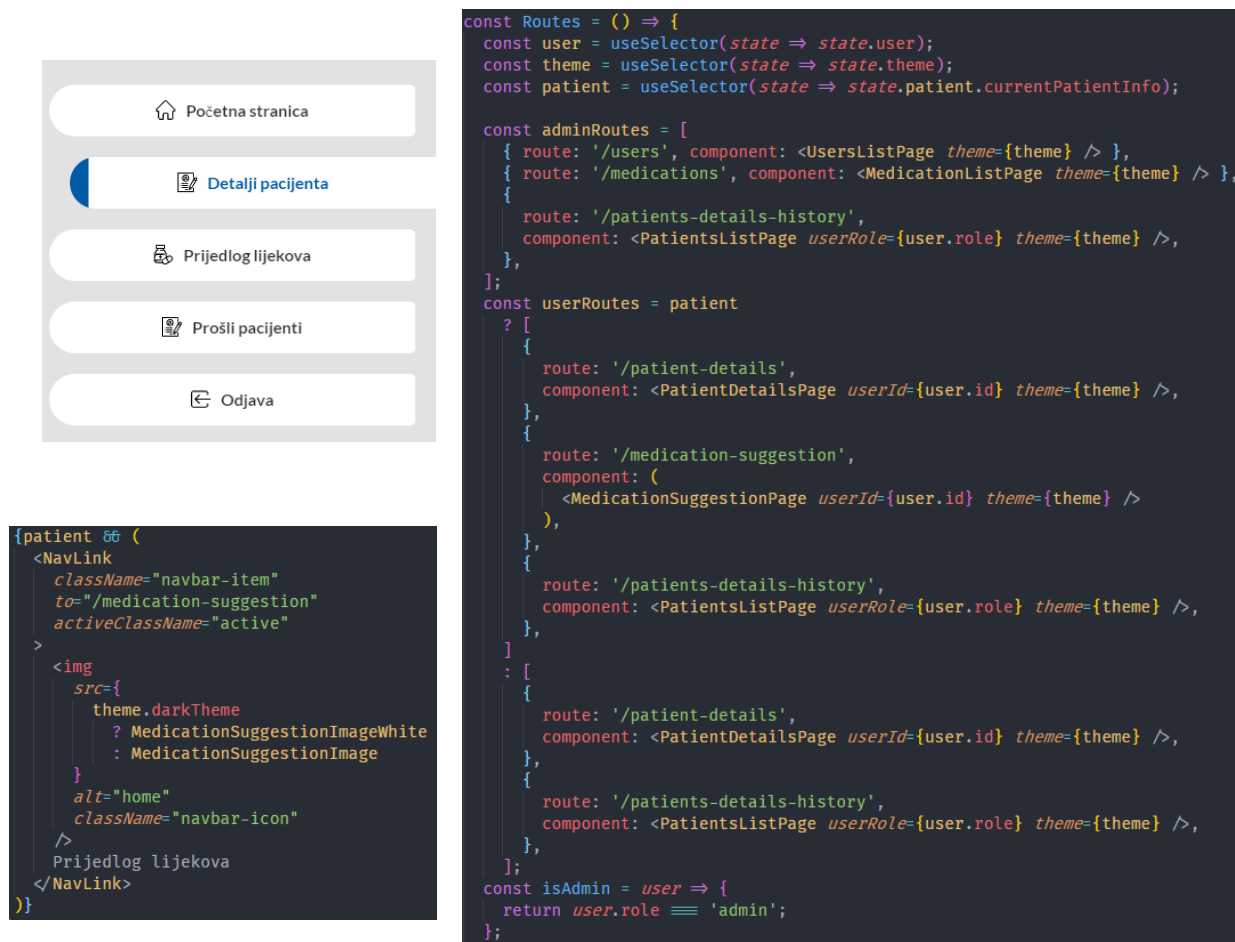 Početna stranica
Detalji pacijenta
Prijedlog lijekova
Prošli pacijenti
Odjava
{patient && (
  <NavLink
    className="navbar-item"
    to="/medication-suggestion"
    activeClassName="active"
  >
    <img
      src={
        theme.darkTheme
          ? MedicationSuggestionImageWhite
          : MedicationSuggestionImage
      }
      alt="home"
      className="navbar-icon"
    />
    Prijedlog lijekova
  </NavLink>
)}
const Routes = () => {
  const user = useSelector(state => state.user);
  const theme = useSelector(state => state.theme);
  const patient = useSelector(state => state.patient.currentPatientInfo);
  const adminRoutes = [
    { route: '/users', component: <UsersListPage theme={theme} /> },
    { route: '/medications', component: <MedicationListPage theme={theme} /> },
    {
      route: '/patients-details-history',
      component: <PatientsListPage userRole={user.role} theme={theme} />,
    },
  ];
  const userRoutes = patient
    ? [
      {
        route: '/patient-details',
        component: <PatientDetailsPage userId={user.id} theme={theme} />,
      },
      {
        route: '/medication-suggestion',
        component: (
          <MedicationSuggestionPage userId={user.id} theme={theme} />
        ),
      },
      {
        route: '/patients-details-history',
        component: <PatientsListPage userRole={user.role} theme={theme} />,
      },
    ]
    : [
      {
        route: '/patient-details',
        component: <PatientDetailsPage userId={user.id} theme={theme} />,
      },
      {
        route: '/patients-details-history',
        component: <PatientsListPage userRole={user.role} theme={theme} />,
      },
    ];
  const isAdmin = user => {
    return user.role === 'admin';
  };